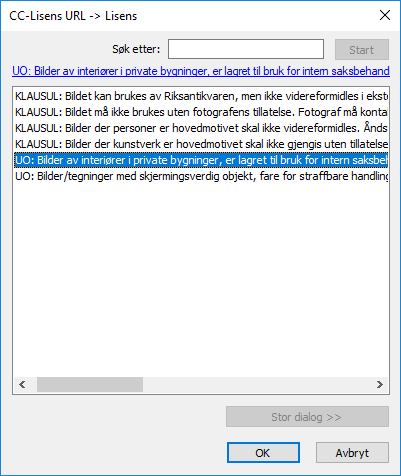 CC-Lisens URL -> Lisens
Søk etter:
Start
UO: Bilder av interiører i private bygninger, er lagret til bruk for intern saksbehand
KLAUSUL: Bildet kan brukes av Riksantikvaren, men ikke videreformidles i ekste
KLAUSUL: Bildet må ikke brukes uten fotografens tillatelse. Fotograf må konta
KLAUSUL: Bilder der personer er hovedmotivet skal ikke videreformidles. Ånds
KLAUSUL: Bilder der kunstverk er hovedmotivet skal ikke gjengis uten tillatelse
UO: Bilder av interiører i private bygninger, er lagret til bruk for intern saksbeh
UO: Bilder/tegninger med skjermingsverdig objekt, fare for straffbare handling
Stor dialog >>
OK
Avbryt